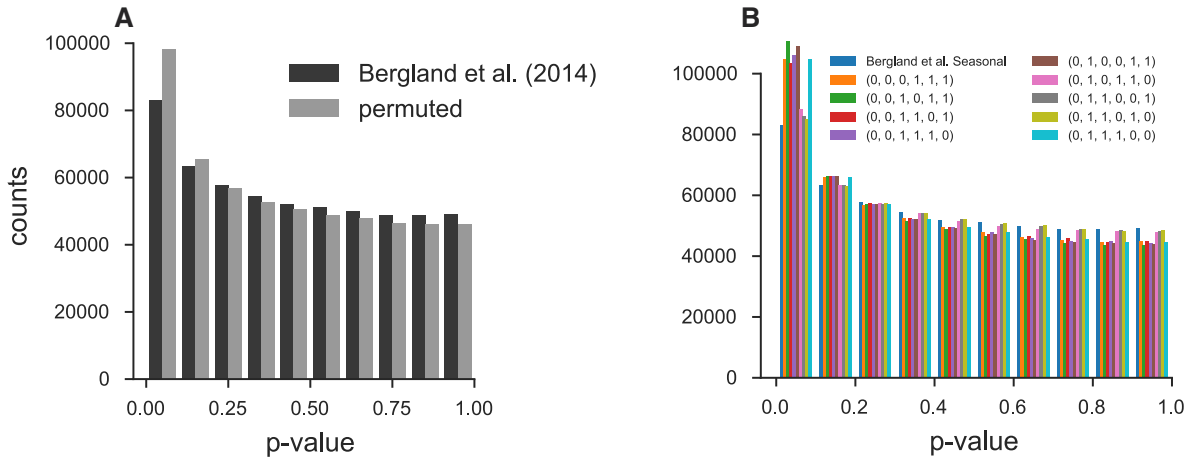 A
100000
80000
60000
40000
20000
0
counts
0.00 0.25 0.50 0.75 1.00
p-value
Bergland et al. (2014)
permuted
B
100000
80000
60000
40000
20000
0
0.0 0.2 0.4 0.6 0.8 1.0
p-value
Bergland et al. Seasonal
(0, 0, 0, 1, 1, 1)
(0, 0, 1, 0, 1, 1)
(0, 0, 1, 1, 0, 1)
(0, 0, 1, 1, 1, 0)
(0, 1, 0, 0, 1, 1)
(0, 1, 0, 1, 1, 0)
(0, 1, 1, 0, 0, 1)
(0, 1, 1, 0, 1, 0)
(0, 1, 1, 1, 0, 0)